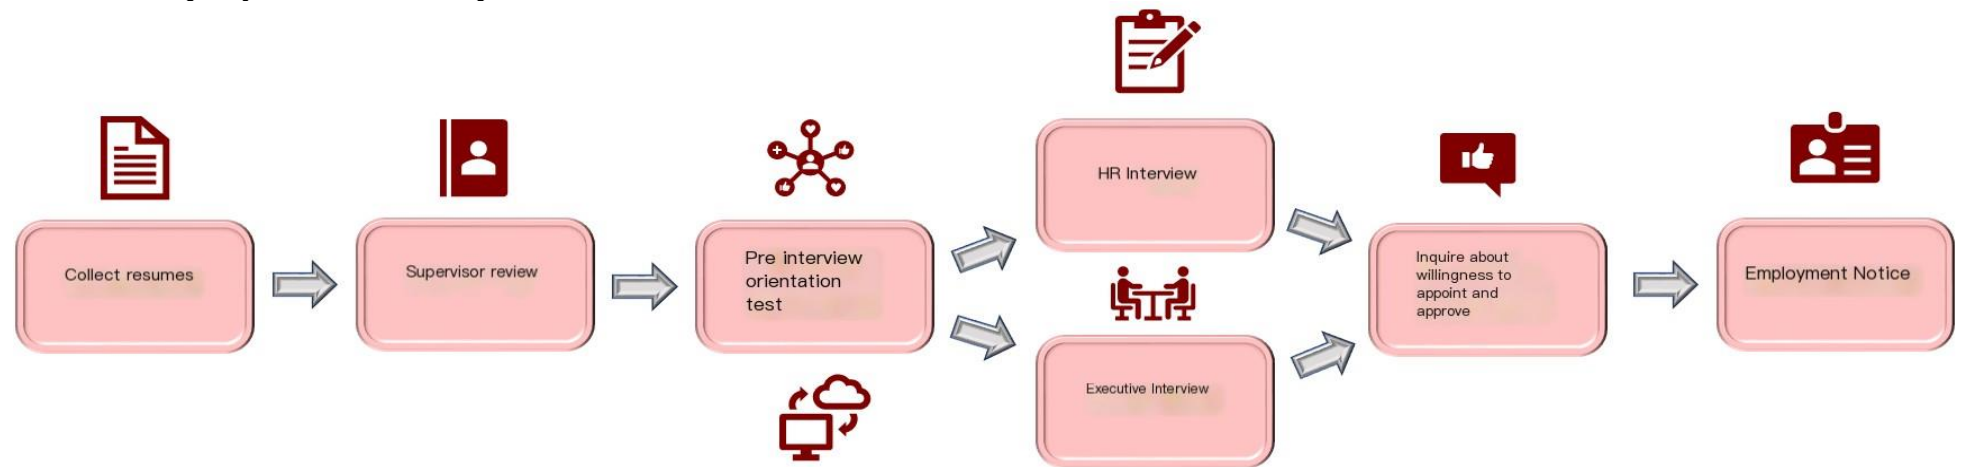 Collect resumes
Supervisor review
Pre interview
orientation
test
HR Interview
Executive Interview
Inquire about
willingness to
appoint and
approve
Employment Notice